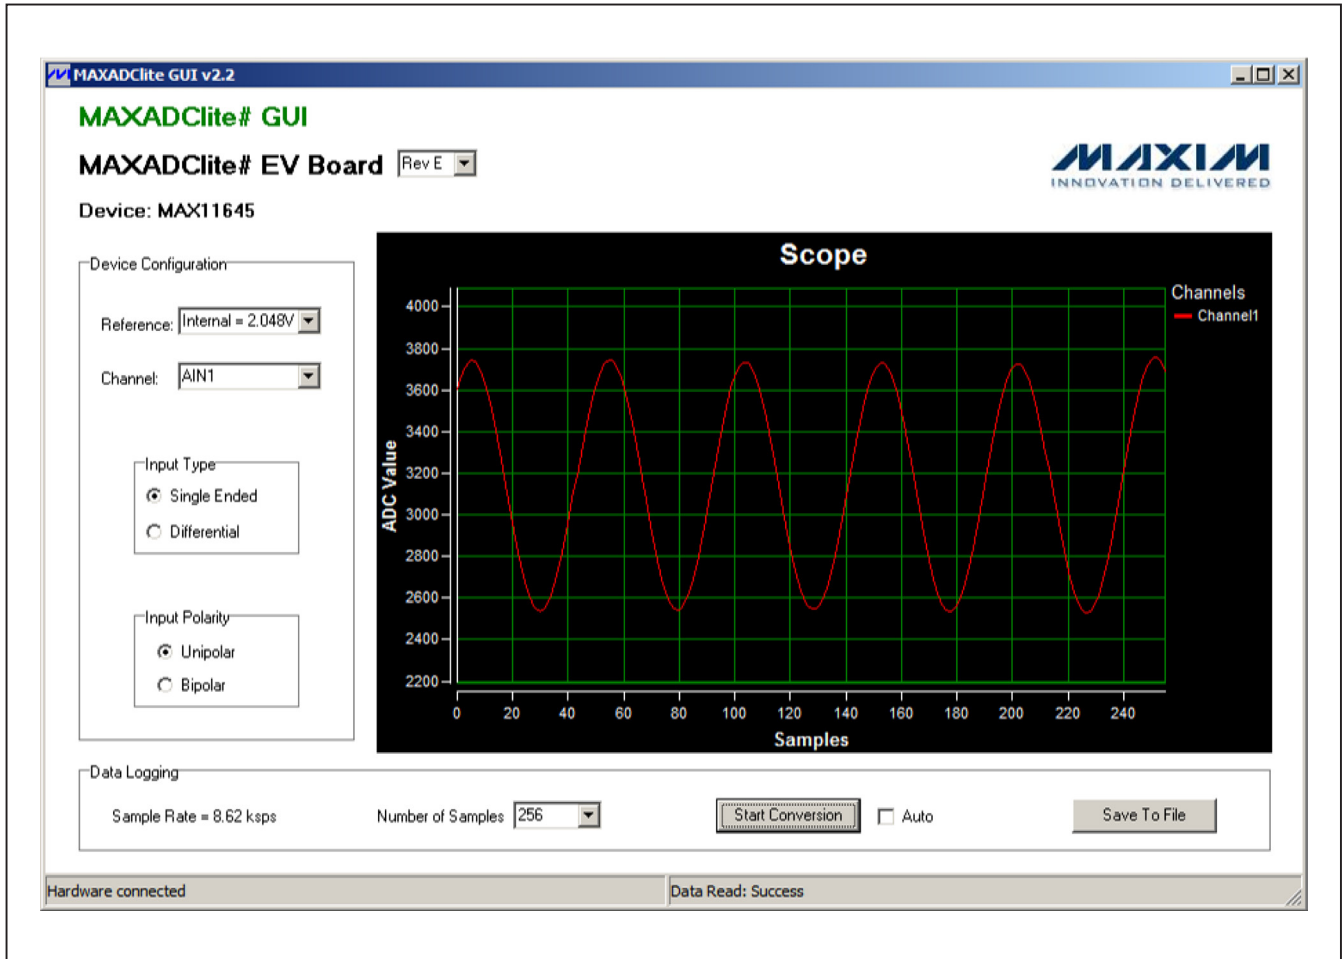 MAXADClite GUI v2.2
MAXADClite# GUI
MAXADClite# EV Board Rev E
MAXIM
INNOVATION DELIVERED
Device: MAX11645
Device Configuration
Reference: Internal = 2.048V
Channel: AIN1
Input Type
Single Ended
Differential
Input Polarity
Unipolar
Bipolar
Scope
Channels
Channel1
ADC Value
4000
3800
3600
3400
3200
3000
2800
2600
2400
2200
0 20 40 60 80 100 120 140 160 180 200 220 240
Samples
Data Logging
Sample Rate = 8.62 ksps Number of Samples 256 Start Conversion Auto Save To File
Hardware connected Data Read: Success